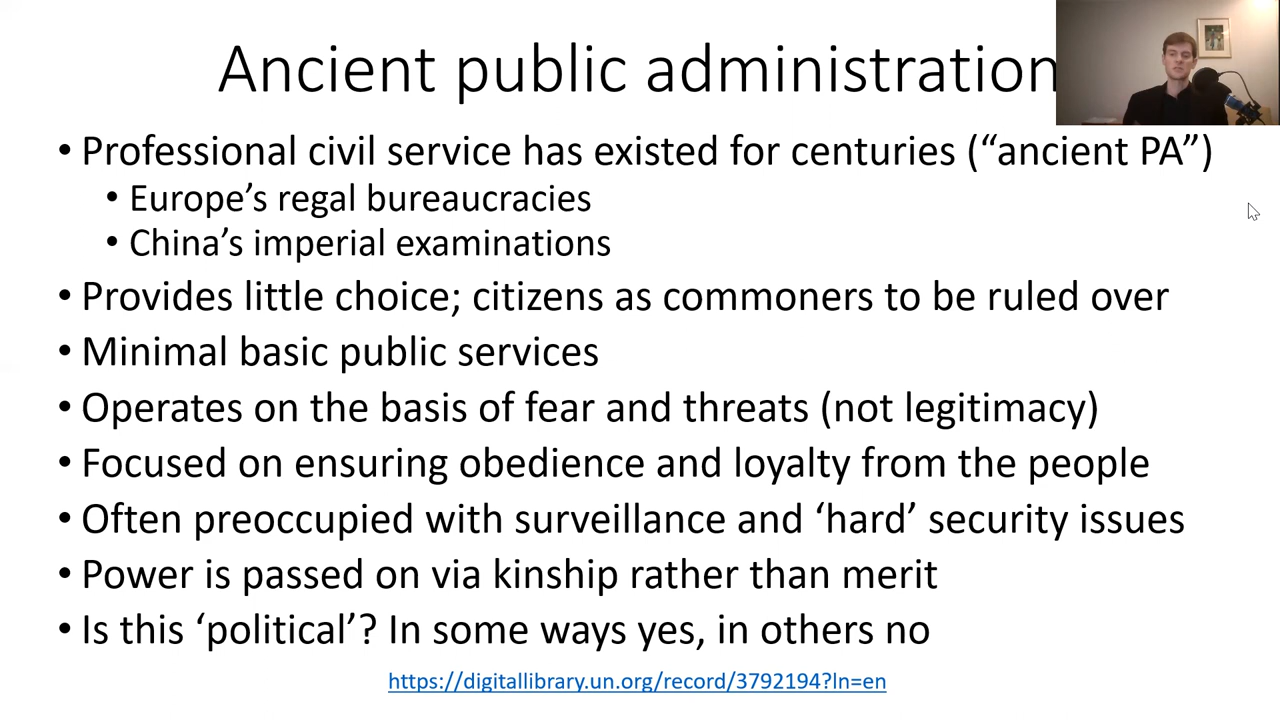 Ancient public administration
• Professional civil service has existed for centuries (“ancient PA”)
• Europe’s regal bureaucracies
• China’s imperial examinations
• Provides little choice; citizens as commoners to be ruled over
• Minimal basic public services
• Operates on the basis of fear and threats (not legitimacy)
• Focused on ensuring obedience and loyalty from the people
• Often preoccupied with surveillance and ‘hard’ security issues
• Power is passed on via kinship rather than merit
• Is this ‘political’? In some ways yes, in others no
https://digitallibrary.un.org/record/3792194?ln=en